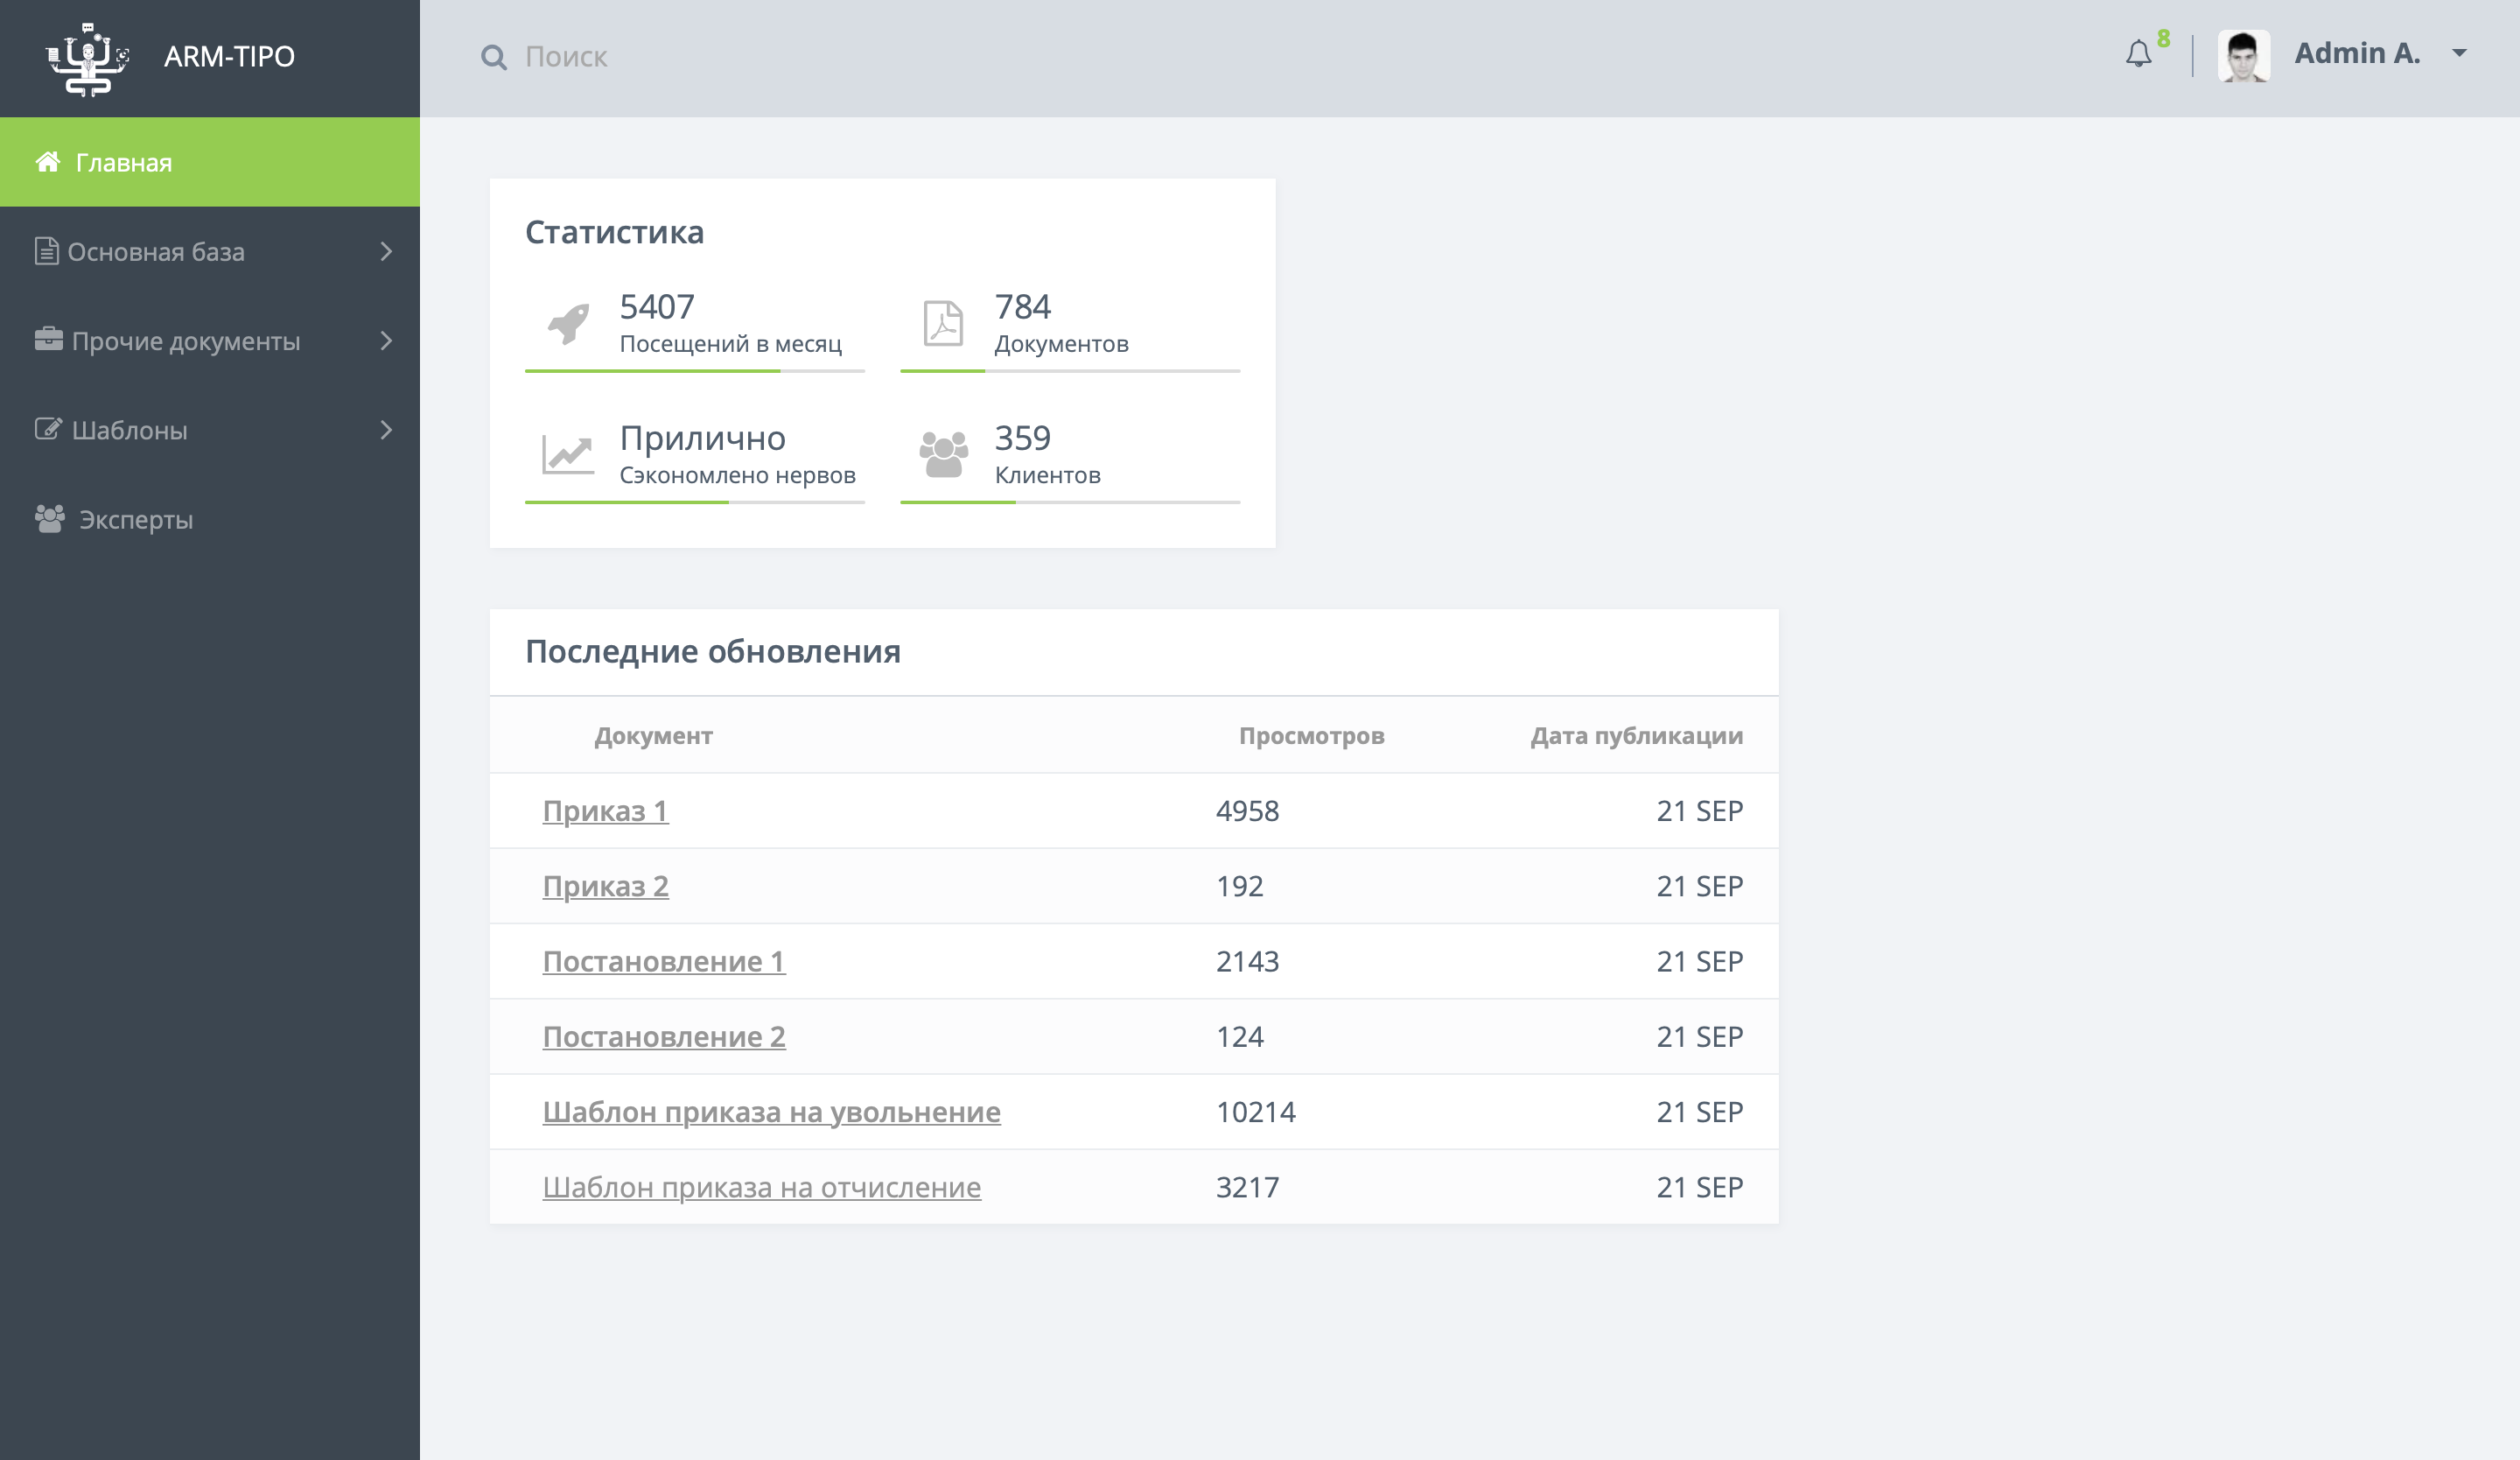 ARM-TIPO
Поиск
8
Admin A.
Главная
Основная база
Прочие документы
Шаблоны
Эксперты
Статистика
5407
Посещений в месяц
784
Документов
Прилично
Сэкономлено нервов
359
Клиентов
Последние обновления
Документ Просмотров Дата публикации
Приказ 1 4958 21 SEP
Приказ 2 192 21 SEP
Постановление 1 2143 21 SEP
Постановление 2 124 21 SEP
Шаблон приказа на увольнение 10214 21 SEP
Шаблон приказа на отчисление 3217 21 SEP